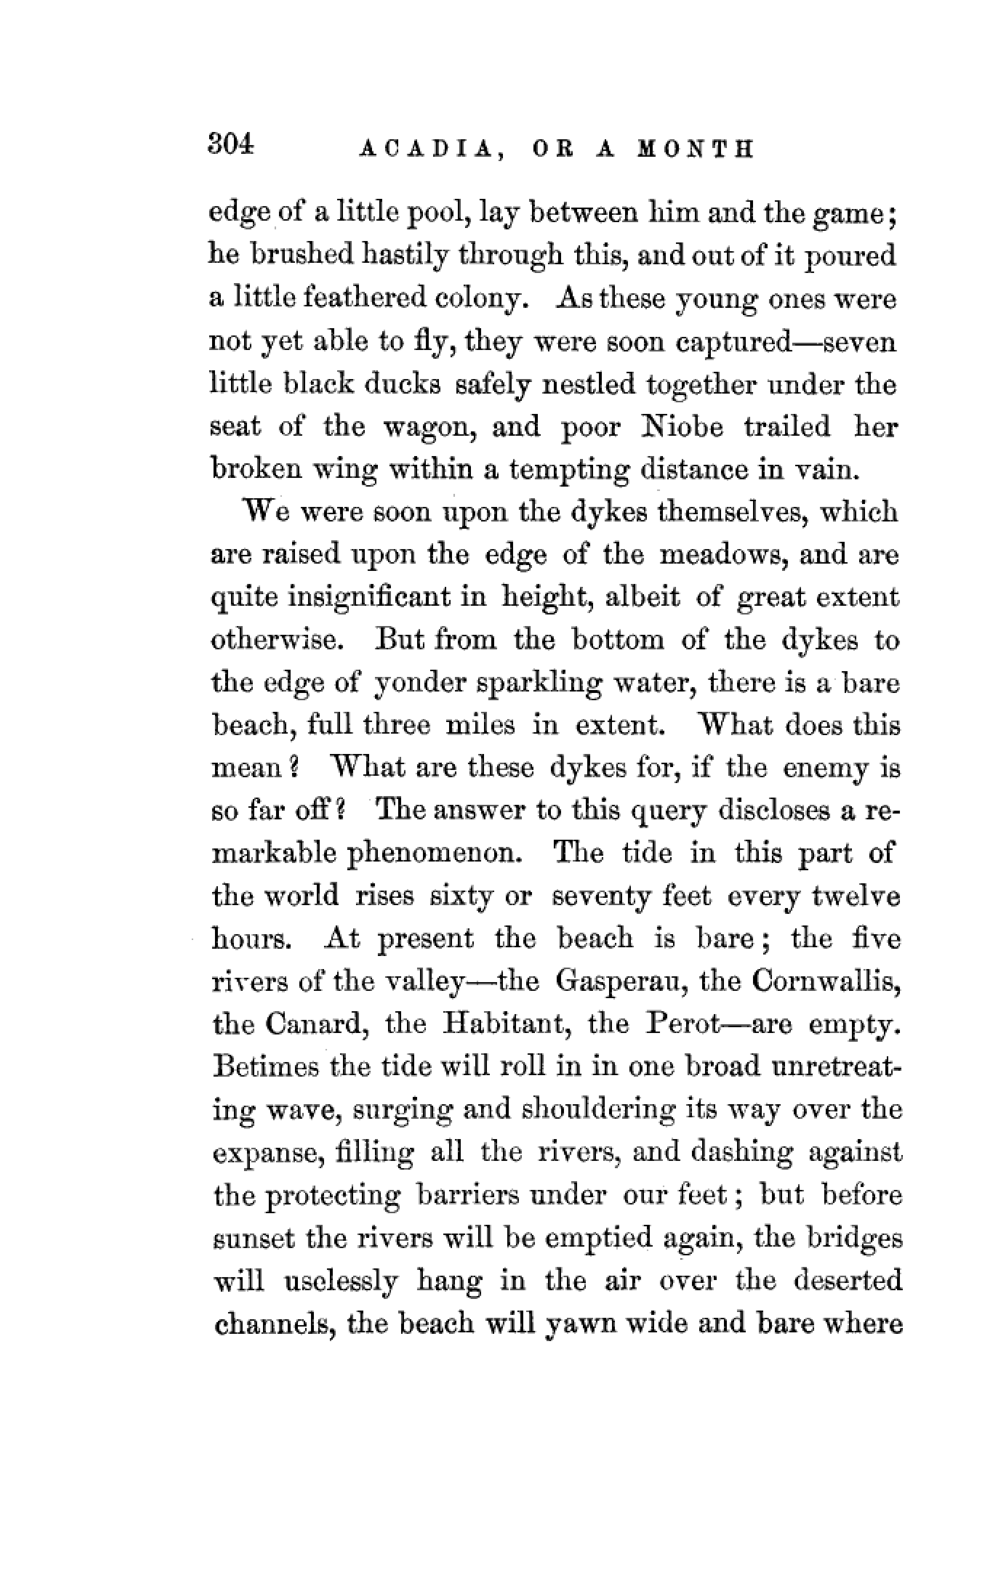 304 ACADIA, OR A MONTH
edge of a little pool, lay between him and the game;
he brushed hastily through this, and out of it poured
a little feathered colony. As these young ones were
not yet able to fly, they were soon captured—seven
little black ducks safely nestled together under the
seat of the wagon, and poor Niobe trailed her
broken wing within a tempting distance in vain.
We were soon upon the dykes themselves, which
are raised upon the edge of the meadows, and are
quite insignificant in height, albeit of great extent
otherwise. But from the bottom of the dykes to
the edge of yonder sparkling water, there is a bare
beach, full three miles in extent. What does this
mean? What are these dykes for, if the enemy is
so far off? The answer to this query discloses a re-
markable phenomenon. The tide in this part of
the world rises sixty or seventy feet every twelve
hours. At present the beach is bare; the five
rivers of the valley—the Gasperau, the Cornwallis,
the Canard, the Habitant, the Perot—are empty.
Betimes the tide will roll in in one broad unretreat-
ing wave, surging and shouldering its way over the
expanse, filling all the rivers, and dashing against
the protecting barriers under our feet; but before
sunset the rivers will be emptied again, the bridges
will uselessly hang in the air over the deserted
channels, the beach will yawn wide and bare where